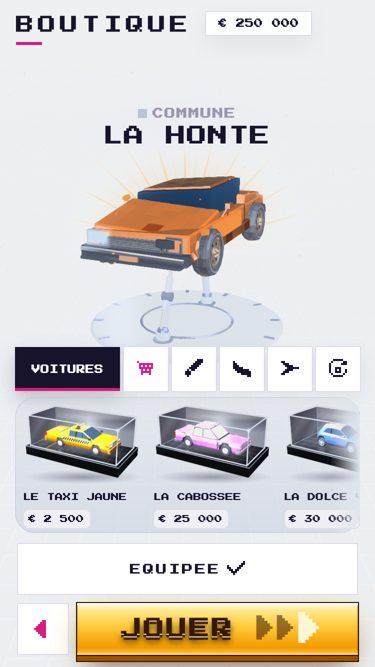 BOUTIQUE
€ 250 000
COMMUNE
LA HONTE
VOITURES
LE TAXI JAUNE
LA CABOSSEE
LA DOLCE
€ 2 500
€ 25 000
€ 30 000
EQUIPEE
JOUER